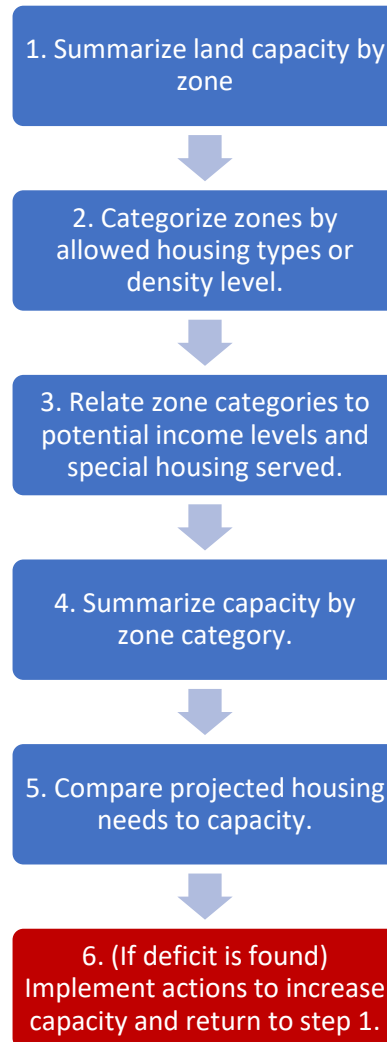 1. Summarize land capacity by
zone
2. Categorize zones by
allowed housing types or
density level.
3. Relate zone categories to
potential income levels and
special housing served.
4. Summarize capacity by
zone category.
5. Compare projected housing
needs to capacity.
6. (If deficit is found)
Implement actions to increase
capacity and return to step 1.